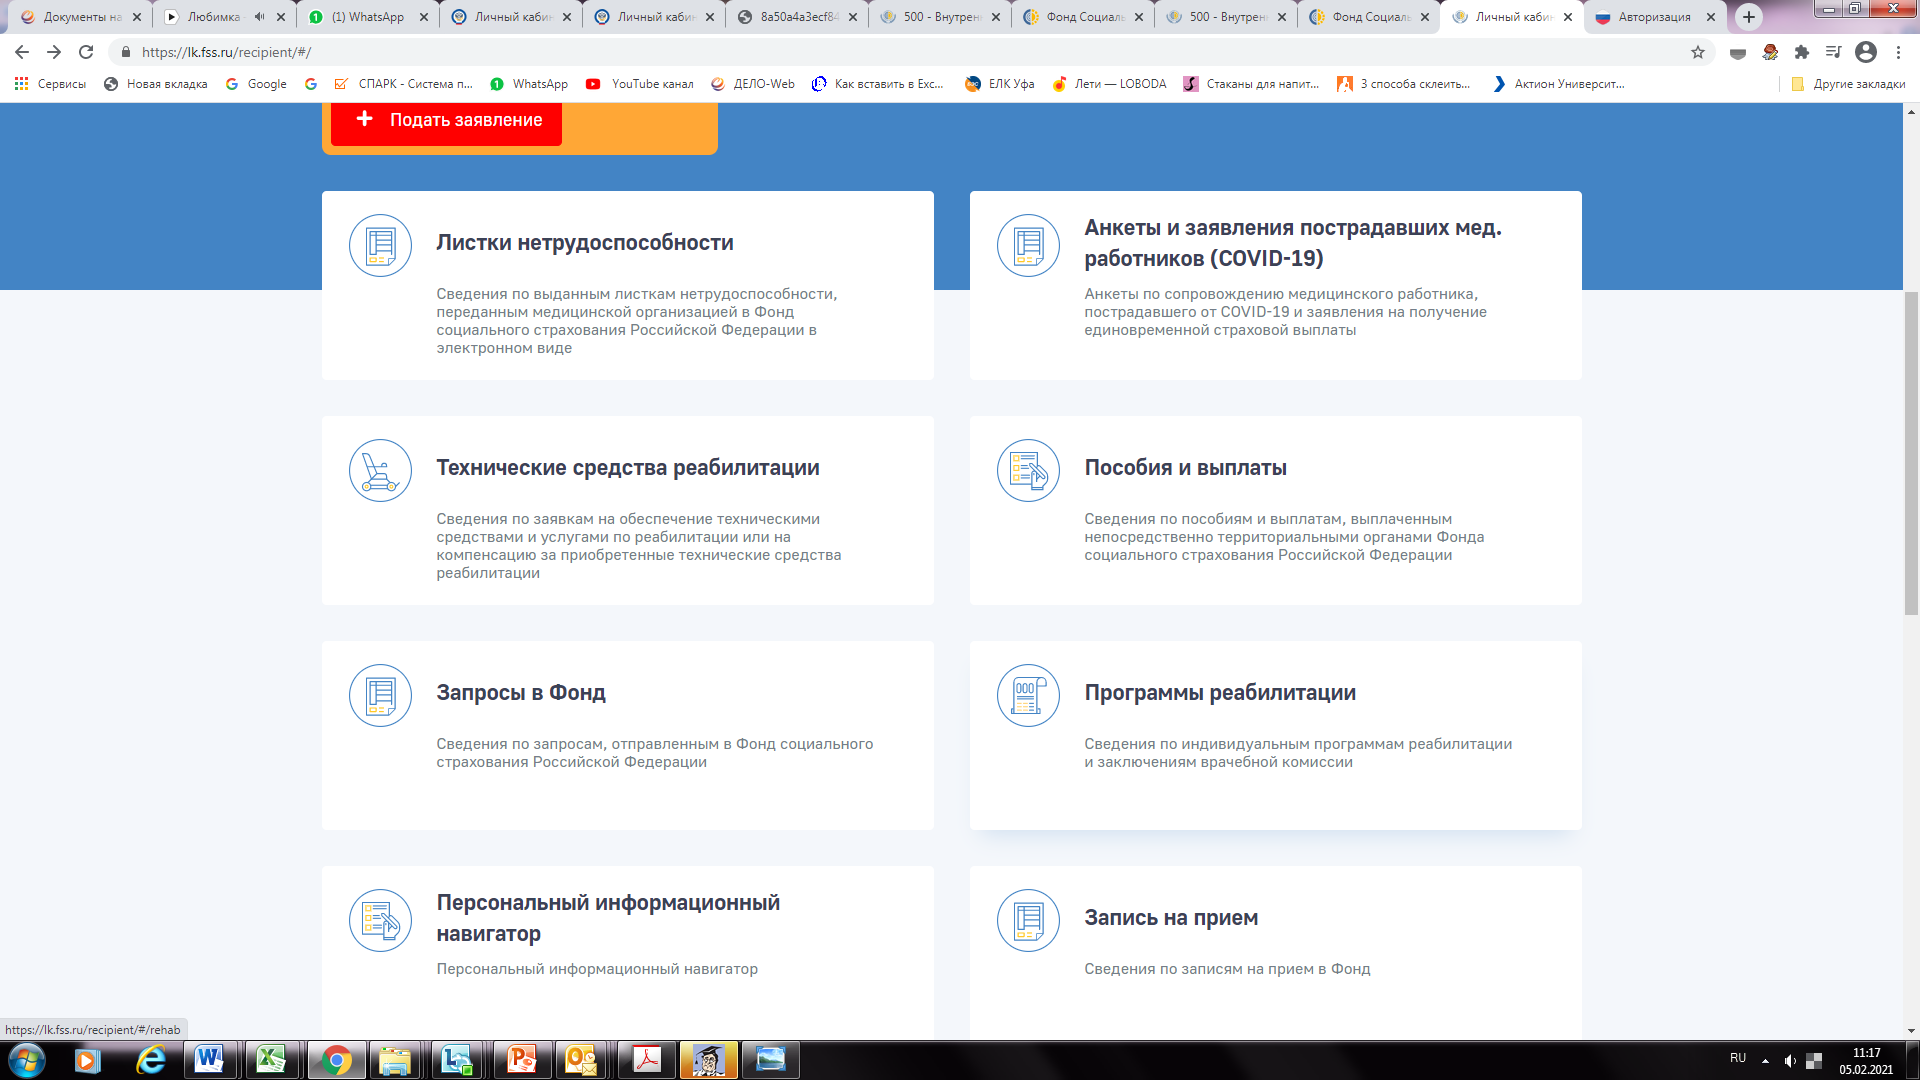 Документы на
Любимка
(1) WhatsApp
Личный каби
Личный каби
8a50a4a3ecf84
500 - Внутрен
Фонд Социал
500 - Внутрен
Фонд Социал
Личный каби
Авторизация
https://lk.fss.ru/recipient/#/
Сервисы
Новая вкладка
Google
СПАРК - Система п...
WhatsApp
YouTube канал
ДЕЛО-Web
Как вставить в Exc...
ЕЛК Уфа
Лети — LOBODA
Стаканы для напит...
3 способа склеить...
Актион Университ...
Другие закладки
+ Подать заявление
Листки нетрудоспособности
Сведения по выданным листкам нетрудоспособности,
переданным медицинской организацией в Фонд
социального страхования Российской Федерации в
электронном виде
Анкеты и заявления пострадавших мед.
работников (COVID-19)
Анкеты по сопровождению медицинского работника,
пострадавшего от COVID-19 и заявления на получение
единовременной страховой выплаты
Технические средства реабилитации
Сведения по заявкам на обеспечение техническими
средствами и услугами по реабилитации или на
компенсацию за приобретенные технические средства
реабилитации
Пособия и выплаты
Сведения по пособиям и выплатам, выплаченным
непосредственно территориальными органами Фонда
социального страхования Российской Федерации
Запросы в Фонд
Сведения по запросам, отправленным в Фонд социального
страхования Российской Федерации
Программы реабилитации
Сведения по индивидуальным программам реабилитации
и заключениям врачебной комиссии
Персональный информационный
навигатор
Персональный информационный навигатор
Запись на прием
Сведения по записям на прием в Фонд
https://lk.fss.ru/recipient/#/rehab
RU
11:17
05.02.2021